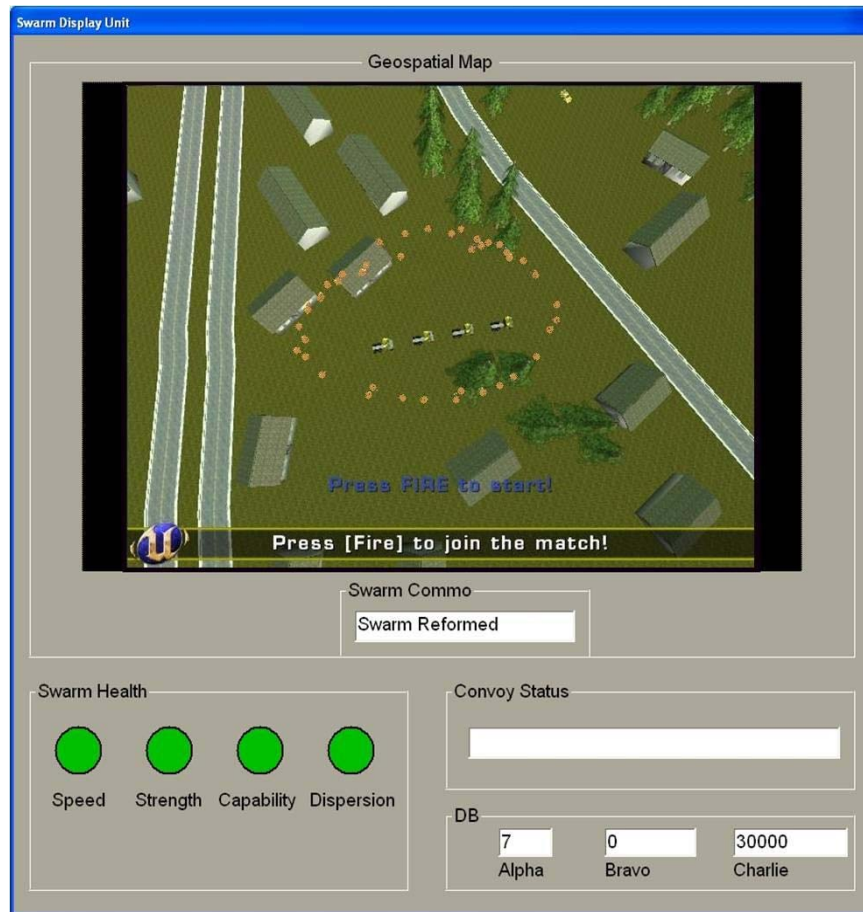 Swarm Display Unit
Geospatial Map
Press FIRE to start!
Press [Fire] to join the match!
Swarm Commo
Swarm Reformed
Swarm Health
Speed Strength Capability Dispersion
Convoy Status
DB
7 0 30000
Alpha Bravo Charlie